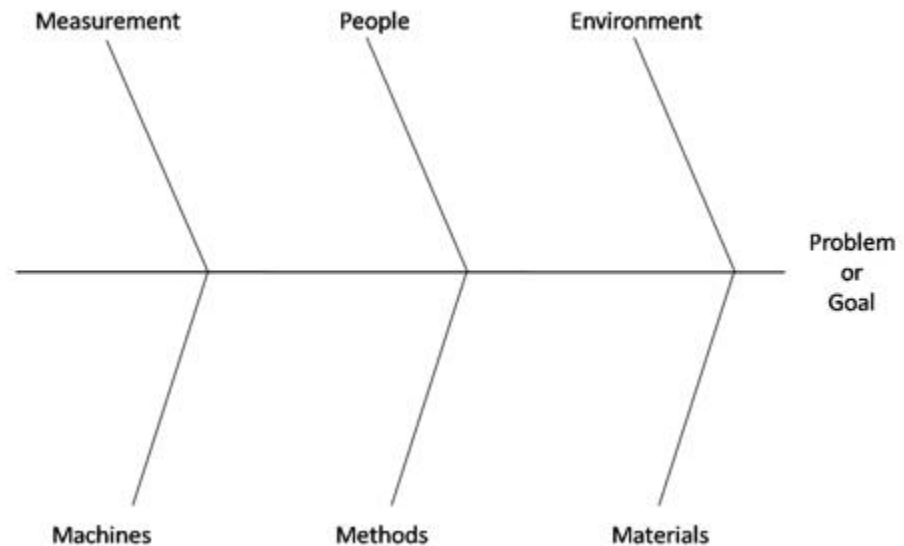 Measurement
People
Environment
Problem
or
Goal
Machines
Methods
Materials